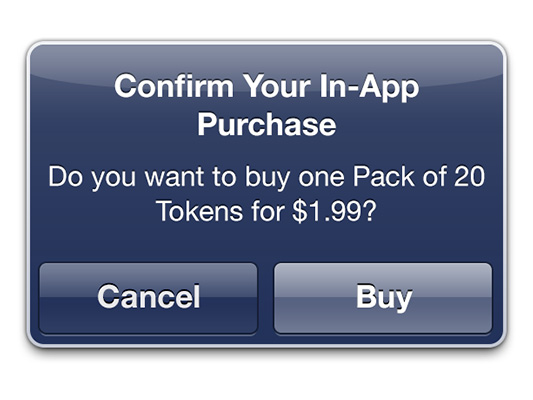 Confirm Your In-App
Purchase
Do you want to buy one Pack of 20
Tokens for $1.99?
Cancel
Buy